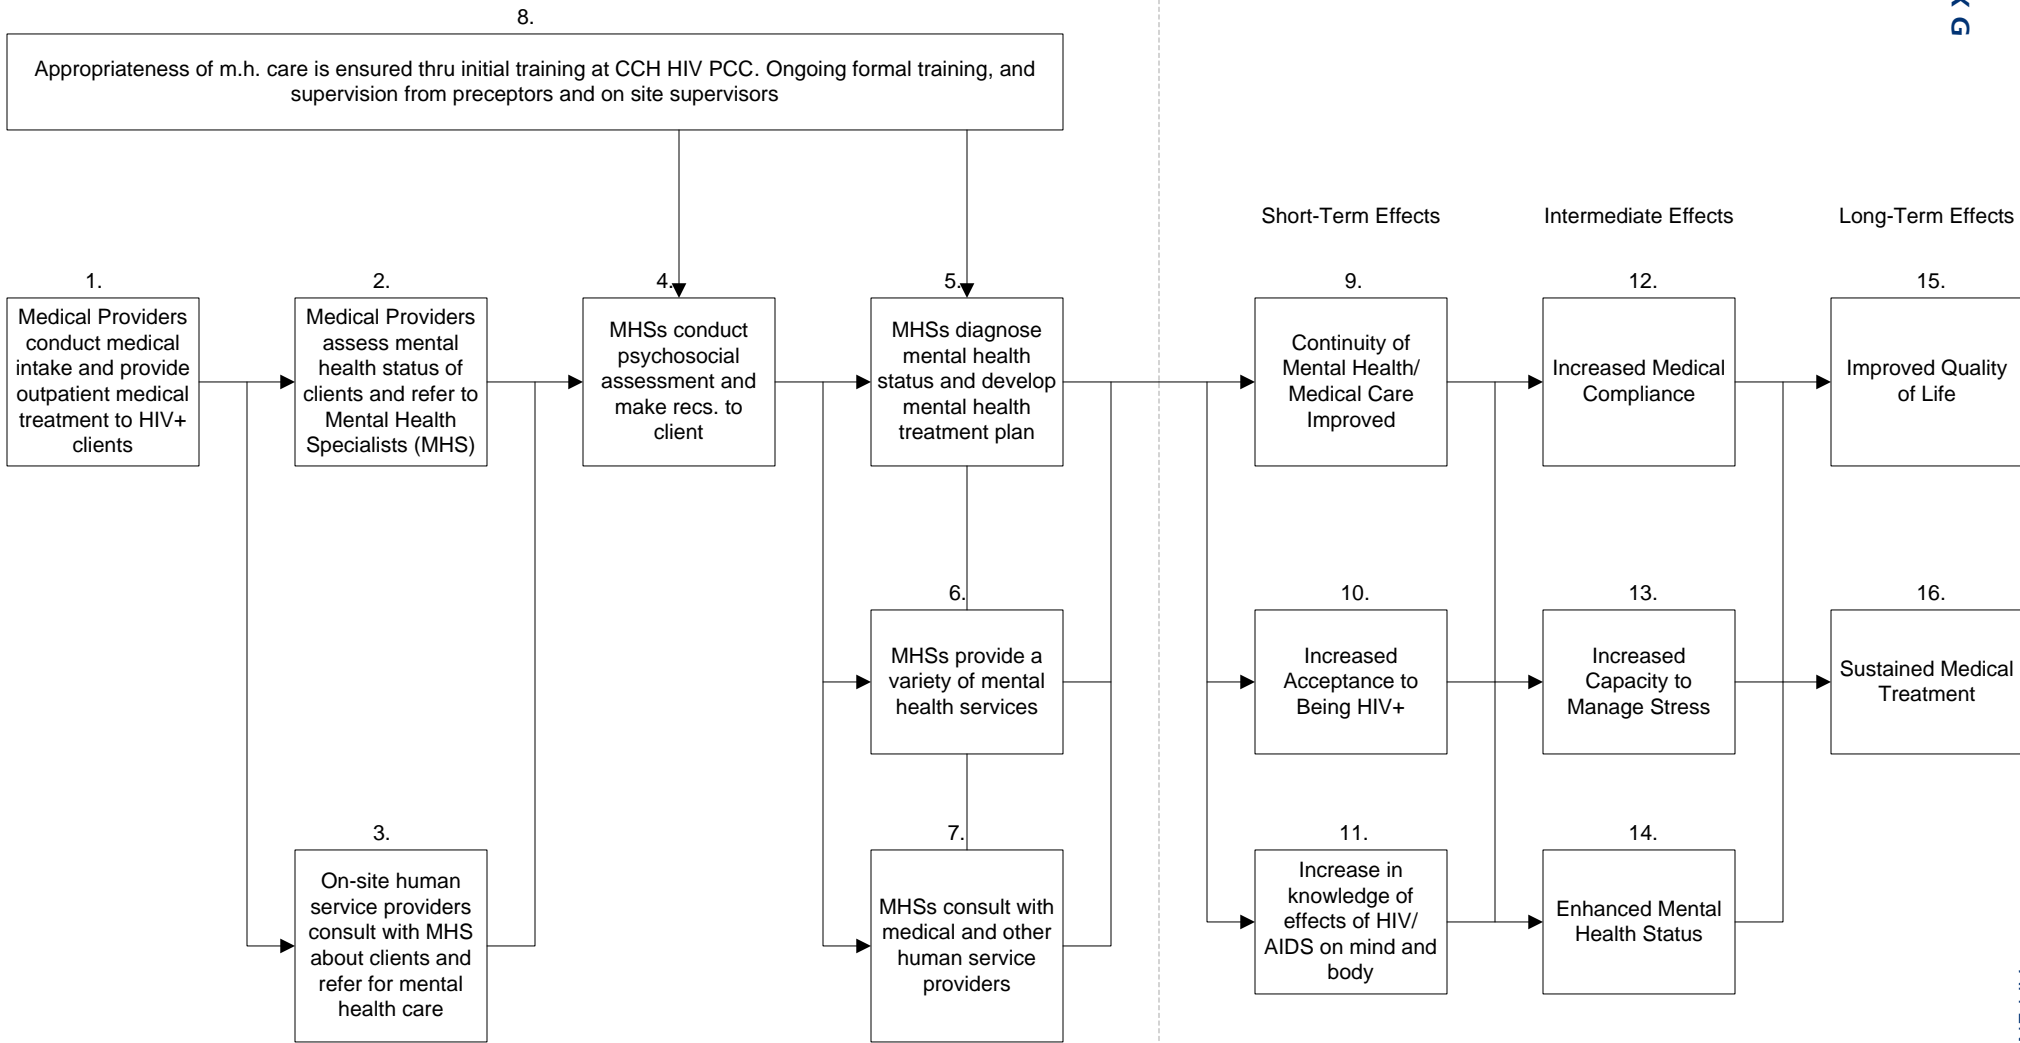 8.
Appropriateness of m.h. care is ensured thru initial training at CCH HIV PCC. Ongoing formal training, and
supervision from preceptors and on site supervisors
K G
Short-Term Effects
Intermediate Effects
Long-Term Effects
1.
Medical Providers
conduct medical
intake and provide
outpatient medical
treatment to HIV+
clients
2.
Medical Providers
assess mental
health status of
clients and refer to
Mental Health
Specialists (MHS)
3.
On-site human
service providers
consult with MHS
about clients and
refer for mental
health care
4.
MHSs conduct
psychosocial
assessment and
make recs. to
client
5.
MHSs diagnose
mental health
status and develop
mental health
treatment plan
6.
MHSs provide a
variety of mental
health services
7.
MHSs consult with
medical and other
human service
providers
9.
Continuity of
Mental Health/
Medical Care
Improved
10.
Increased
Acceptance to
Being HIV+
11.
Increase in
knowledge of
effects of HIV/
AIDS on mind and
body
12.
Increased Medical
Compliance
13.
Increased
Capacity to
Manage Stress
14.
Enhanced Mental
Health Status
15.
Improved Quality
of Life
16.
Sustained Medical
Treatment